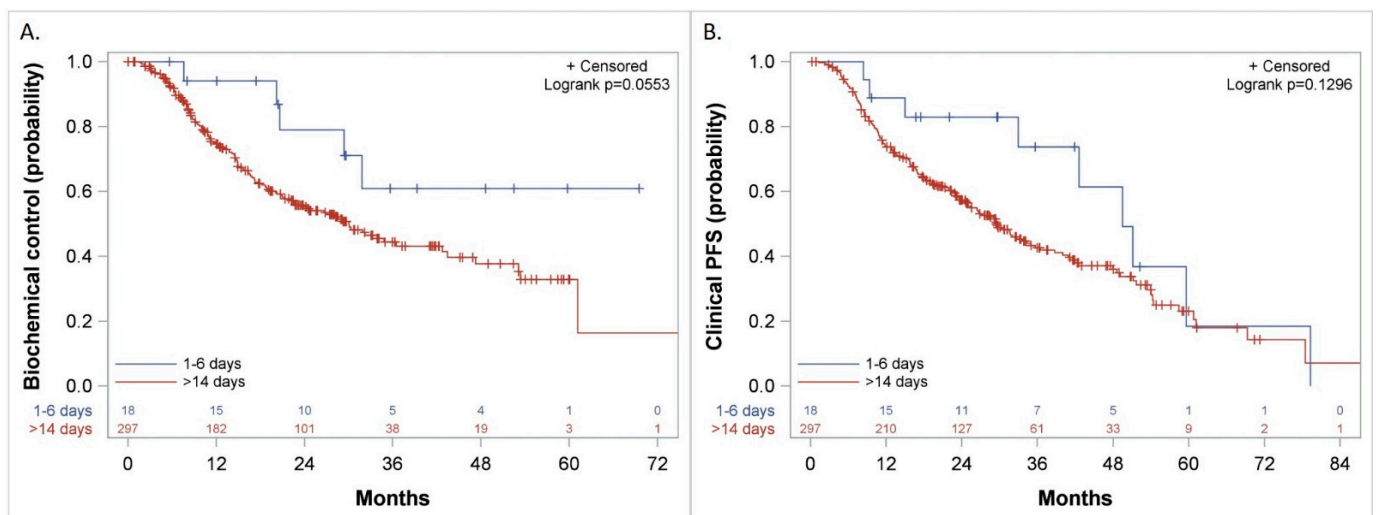 A.
Biochemical control (probability)
1.0
0.8
0.6
0.4
0.2
0.0
+ Censored
Logrank p=0.0553
1-6 days
>14 days
1-6 days 18 15 10 5 4 1 0
>14 days 297 182 101 38 19 3 1
0 12 24 36 48 60 72
Months
B.
Clinical PFS (probability)
1.0
0.8
0.6
0.4
0.2
0.0
+ Censored
Logrank p=0.1296
1-6 days
>14 days
1-6 days 18 15 11 7 5 1 1 0
>14 days 297 210 127 61 33 9 2 1
0 12 24 36 48 60 72 84
Months